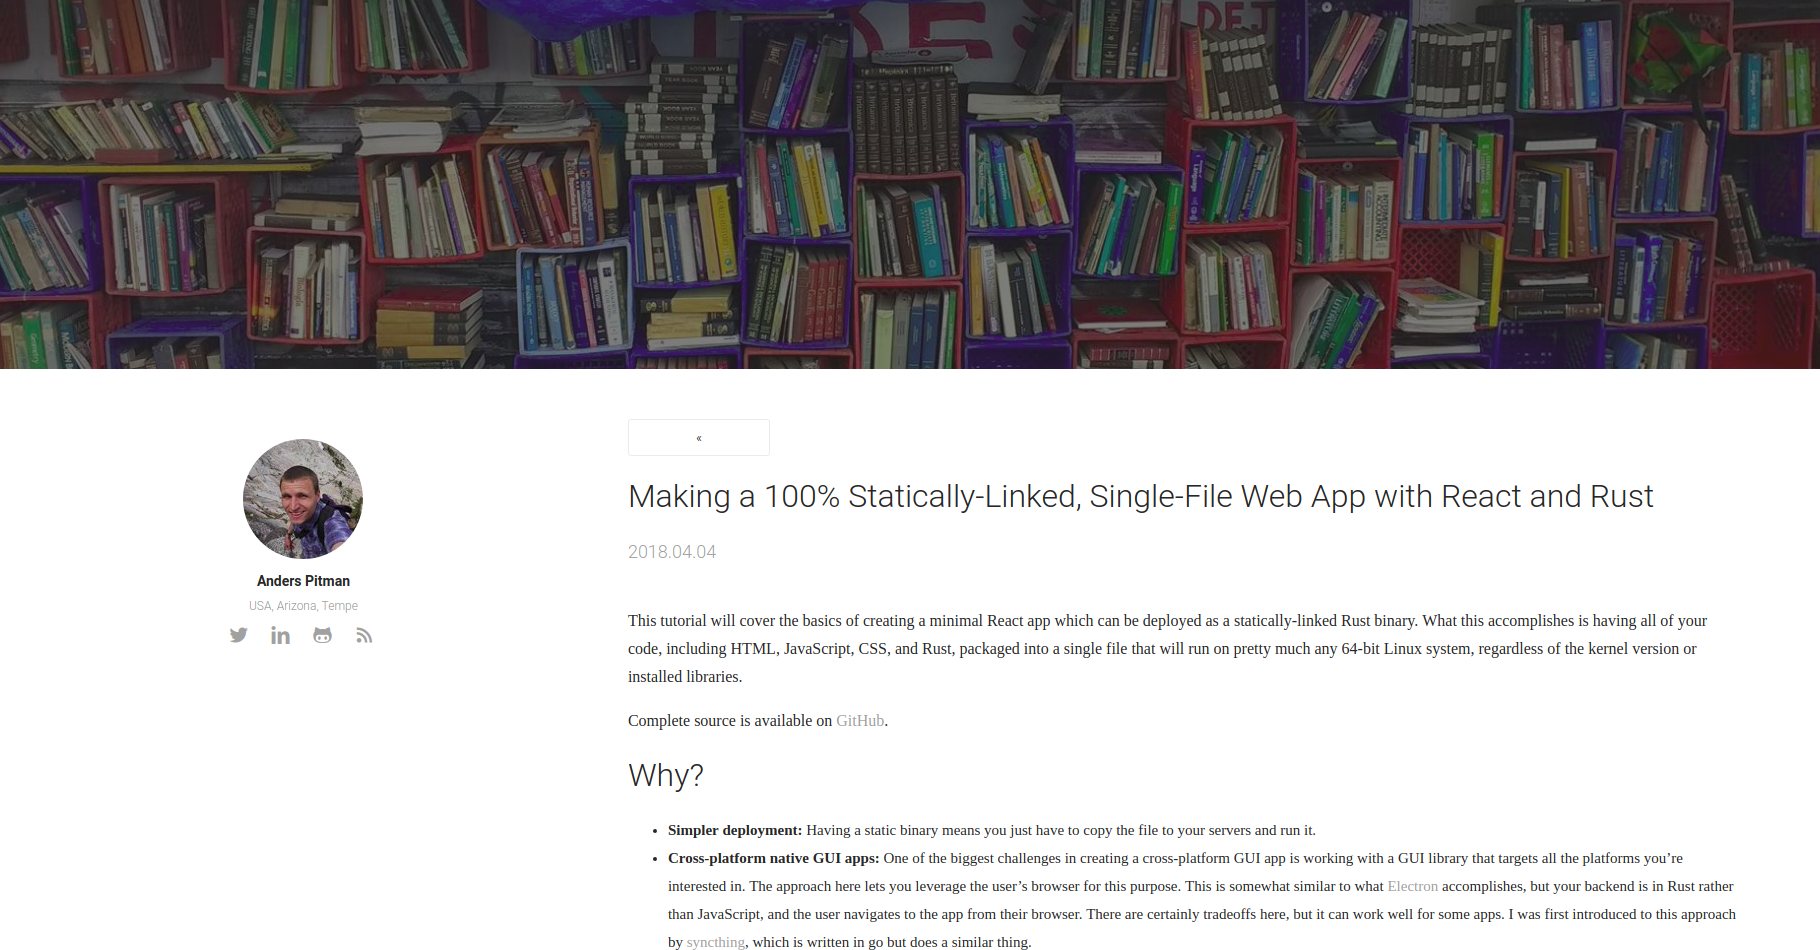 DEJ
YEAR BOOK
YEAR BOOK
«
Making a 100% Statically-Linked, Single-File Web App with React and Rust
2018.04.04
Anders Pitman
USA, Arizona, Tempe
This tutorial will cover the basics of creating a minimal React app which can be deployed as a statically-linked Rust binary. What this accomplishes is having all of your
code, including HTML, JavaScript, CSS, and Rust, packaged into a single file that will run on pretty much any 64-bit Linux system, regardless of the kernel version or
installed libraries.
Complete source is available on GitHub.
Why?
• Simpler deployment: Having a static binary means you just have to copy the file to your servers and run it.
• Cross-platform native GUI apps: One of the biggest challenges in creating a cross-platform GUI app is working with a GUI library that targets all the platforms you’re
interested in. The approach here lets you leverage the user’s browser for this purpose. This is somewhat similar to what Electron accomplishes, but your backend is in Rust rather
than JavaScript, and the user navigates to the app from their browser. There are certainly tradeoffs here, but it can work well for some apps. I was first introduced to this approach
by syncthing, which is written in go but does a similar thing.